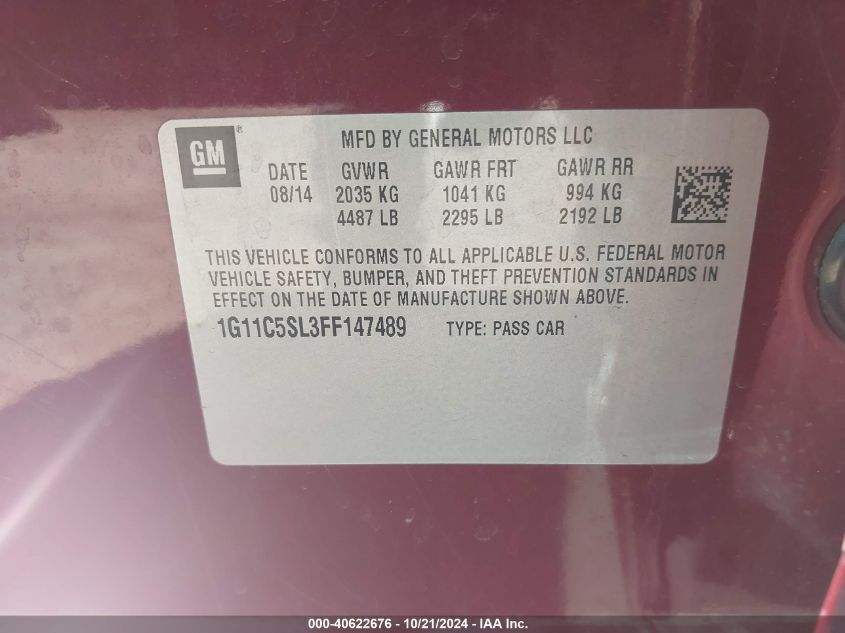 GM
MFD BY GENERAL MOTORS LLC
DATE GVWR GAWR FRT GAWR RR
08/14 2035 KG 1041 KG 994 KG
4487 LB 2295 LB 2192 LB
THIS VEHICLE CONFORMS TO ALL APPLICABLE U.S. FEDERAL MOTOR
VEHICLE SAFETY, BUMPER, AND THEFT PREVENTION STANDARDS IN
EFFECT ON THE DATE OF MANUFACTURE SHOWN ABOVE.
1G11C5SL3FF147489 TYPE: PASS CAR
000-40622676 - 10/21/2024 - IAA Inc.